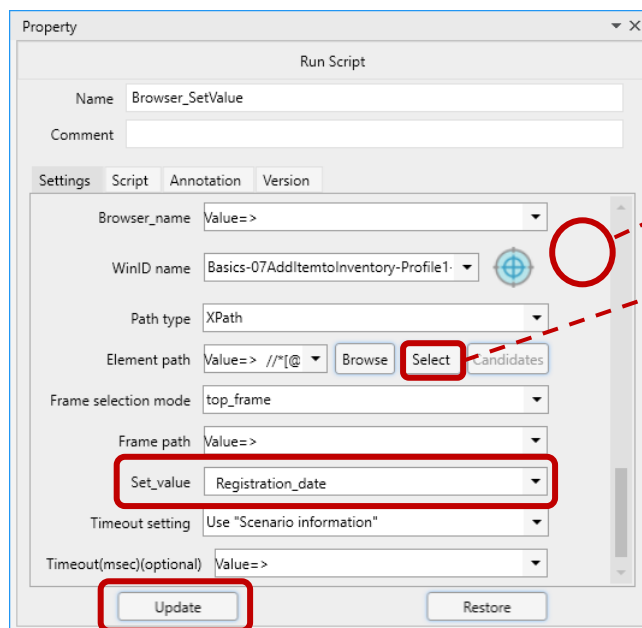 Property
Run Script
Name Browser_SetValue
Comment
Settings Script Annotation Version
Browser_name Value=>
WinID name Basics-07AddItemtoInventory-Profile1-
Path type XPath
Element path Value=> //*[@ Browse Select Candidates
Frame selection mode top_frame
Frame path Value=>
Set_value Registration_date
Timeout setting Use "Scenario information"
Timeout(msec)(optional) Value=>
Update Restore